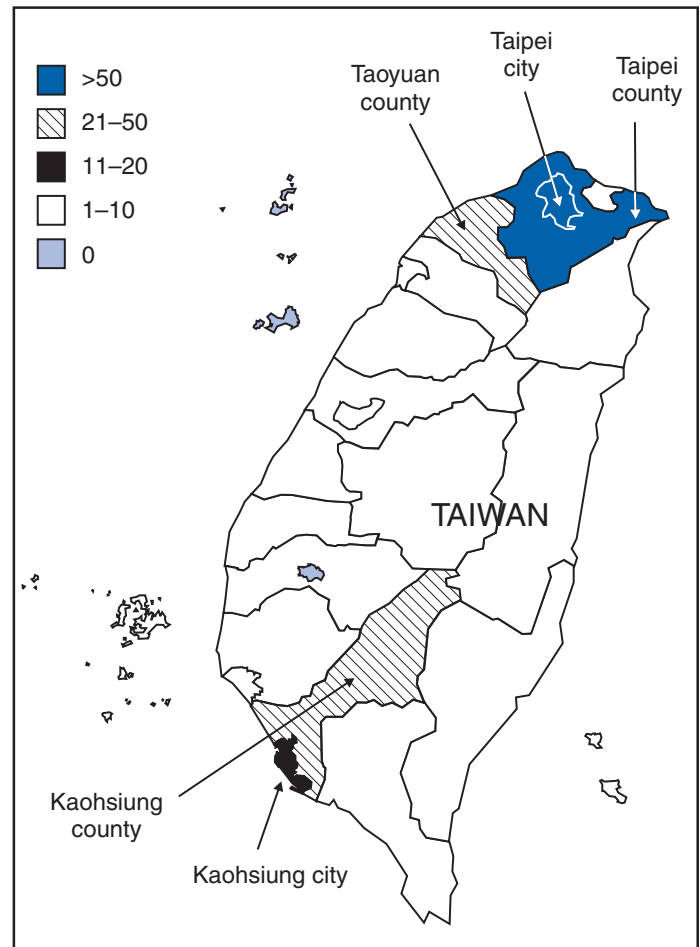 >50
21–50
11–20
1–10
0
Taoyuan
county
Taipei
city
Taipei
county
TAIWAN
Kaohsiung
county
Kaohsiung city